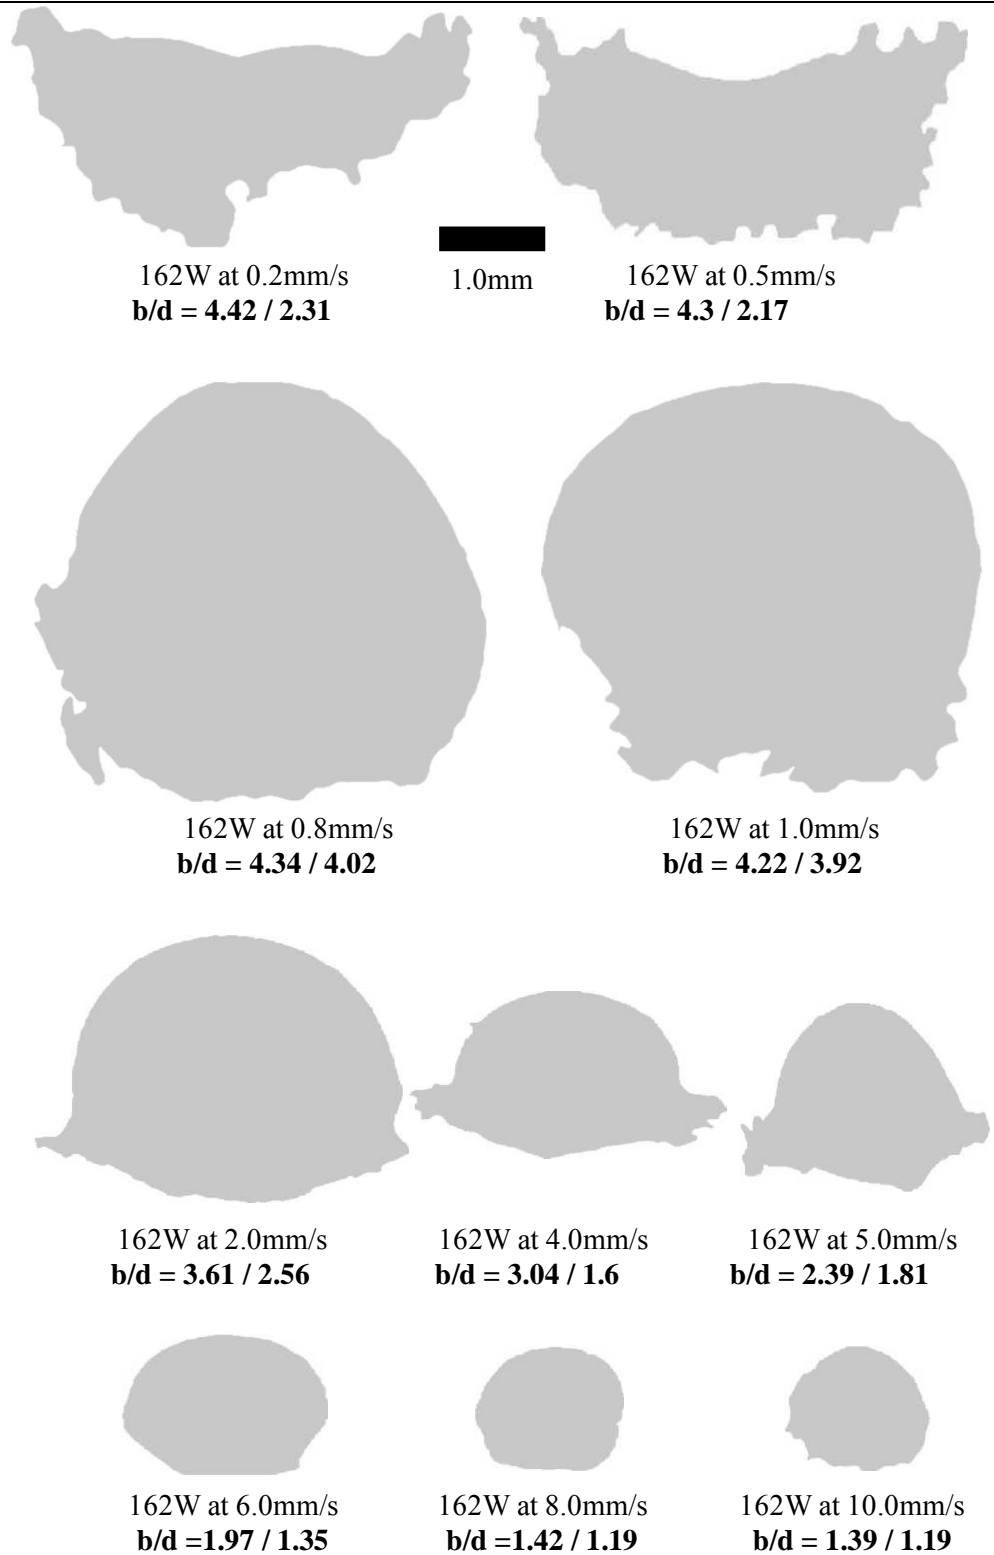 162W at 0.2mm/s
b/d = 4.42 / 2.31
1.0mm
162W at 0.5mm/s
b/d = 4.3 / 2.17
162W at 0.8mm/s
b/d = 4.34 / 4.02
162W at 1.0mm/s
b/d = 4.22 / 3.92
162W at 2.0mm/s
b/d = 3.61 / 2.56
162W at 4.0mm/s
b/d = 3.04 / 1.6
162W at 5.0mm/s
b/d = 2.39 / 1.81
162W at 6.0mm/s
b/d =1.97 / 1.35
162W at 8.0mm/s
b/d =1.42 / 1.19
162W at 10.0mm/s
b/d = 1.39 / 1.19